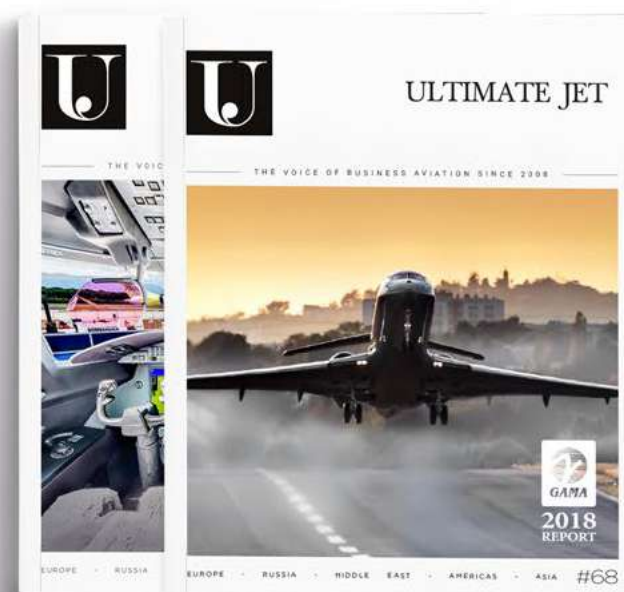 UJ
THE VOIC
EUROPE - RUSSIA
UJ
ULTIMATE JET
THE VOICE OF BUSINESS AVIATION SINCE 2008
GAMA
2018
REPORT
EUROPE - RUSSIA - MIDDLE EAST - AMERICAS - ASIA #68